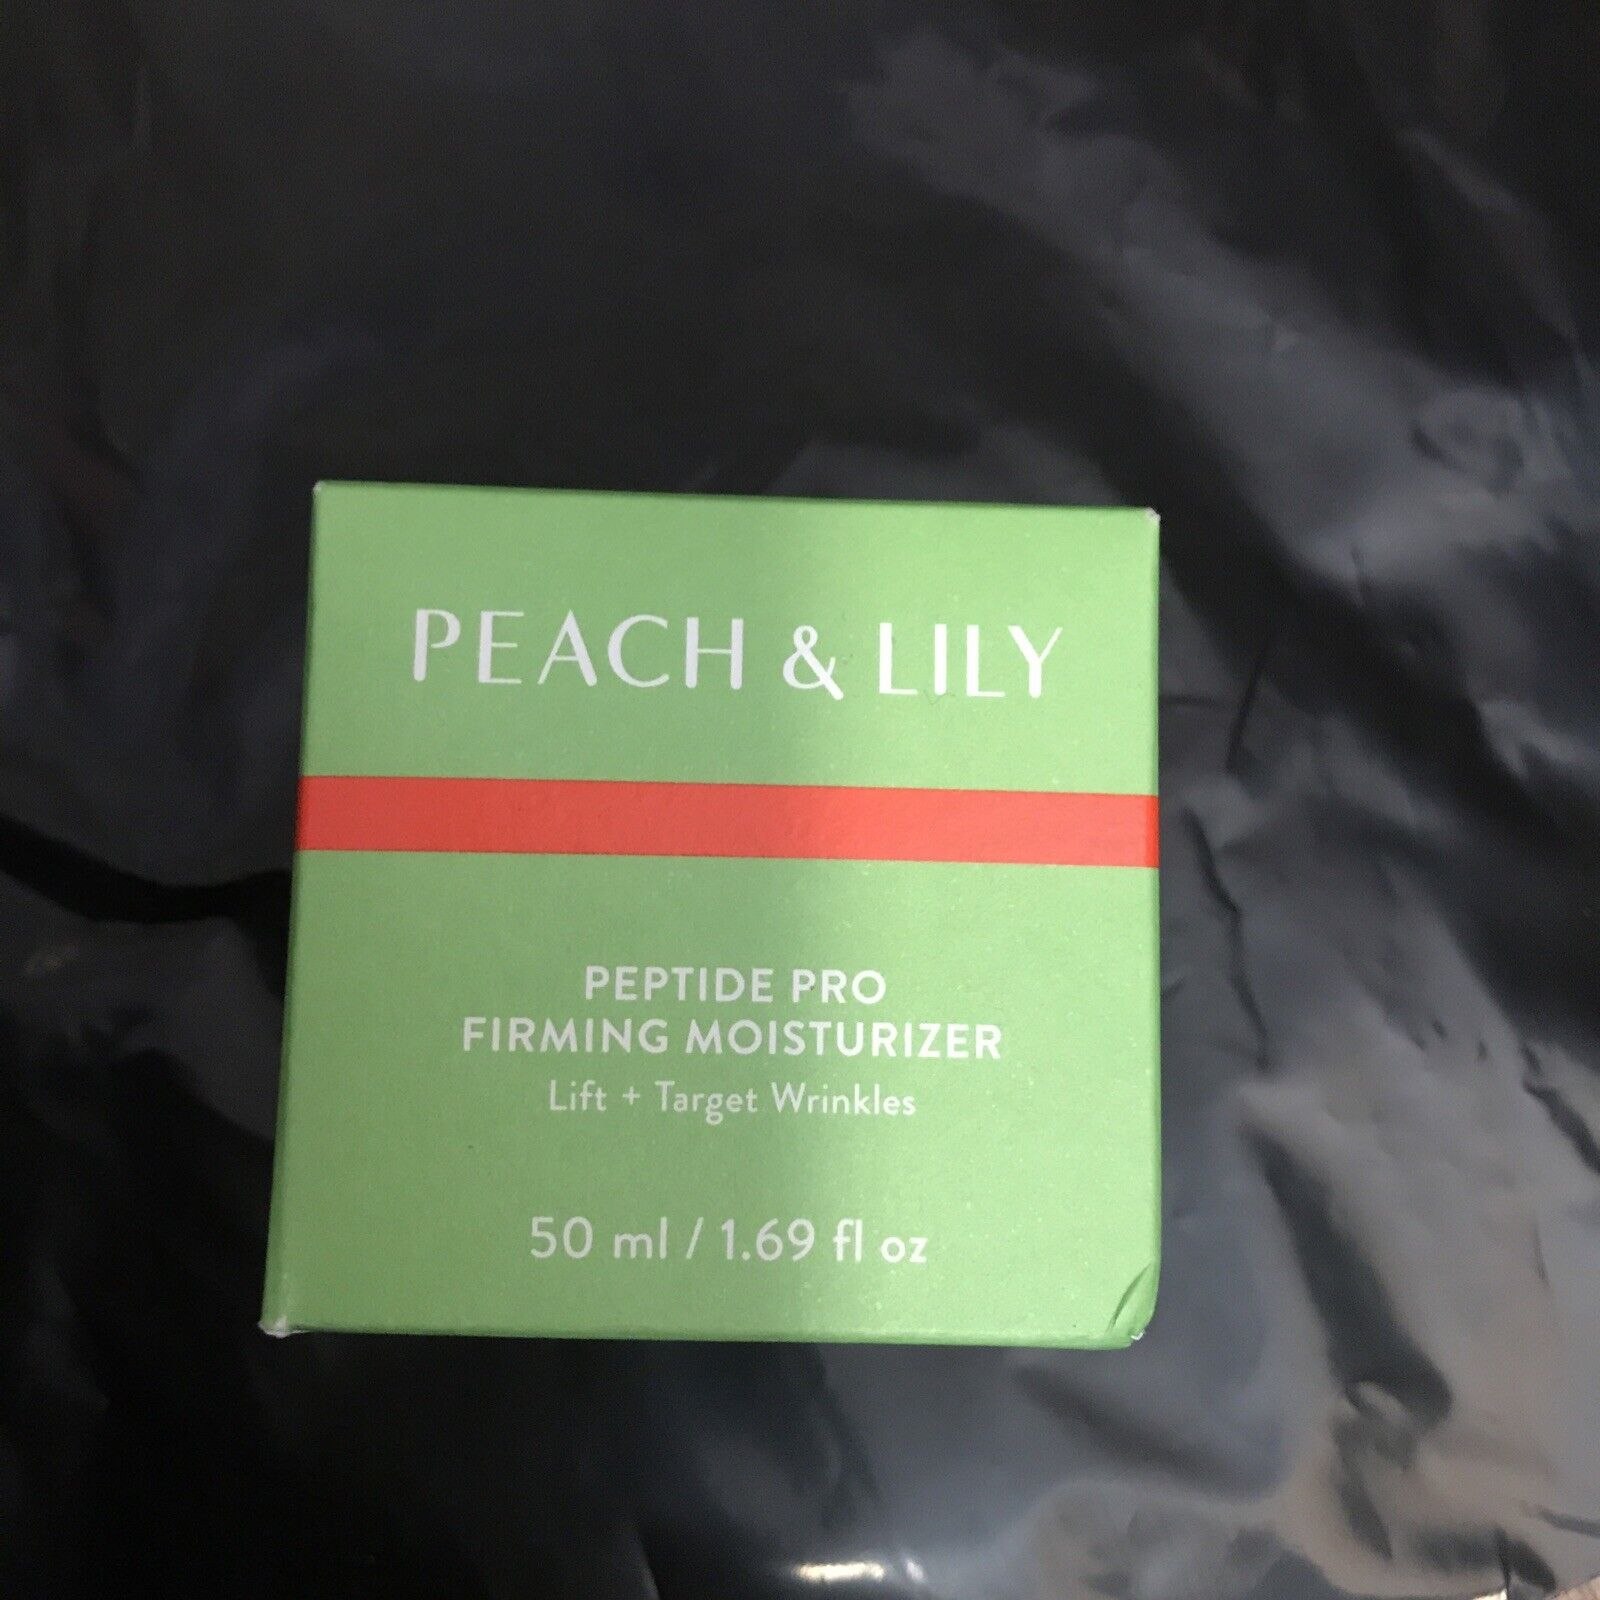 PEACH & LILY
PEPTIDE PRO
FIRMING MOISTURIZER
Lift + Target Wrinkles
50 ml / 1.69 fl oz